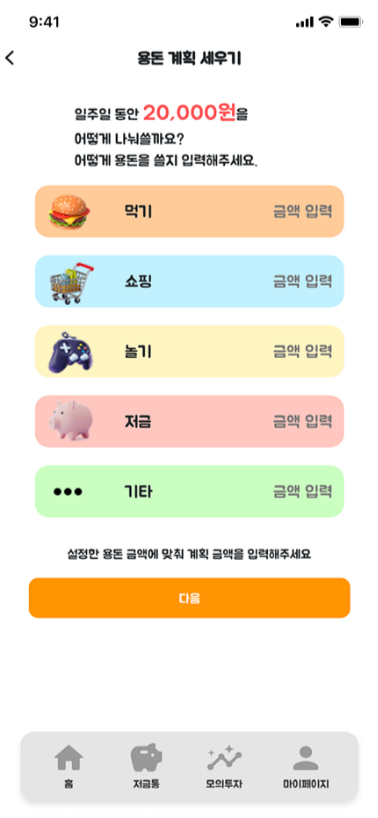 9:41
용돈 계획 세우기
일주일 동안 20,000원을
어떻게 나눠쓸까요?
어떻게 용돈을 쓸지 입력해주세요.
먹기 금액 입력
쇼핑 금액 입력
놀기 금액 입력
저금 금액 입력
기타 금액 입력
설정한 용돈 금액에 맞춰 계획 금액을 입력해주세요
다음
홈 저금통 모의투자 마이페이지